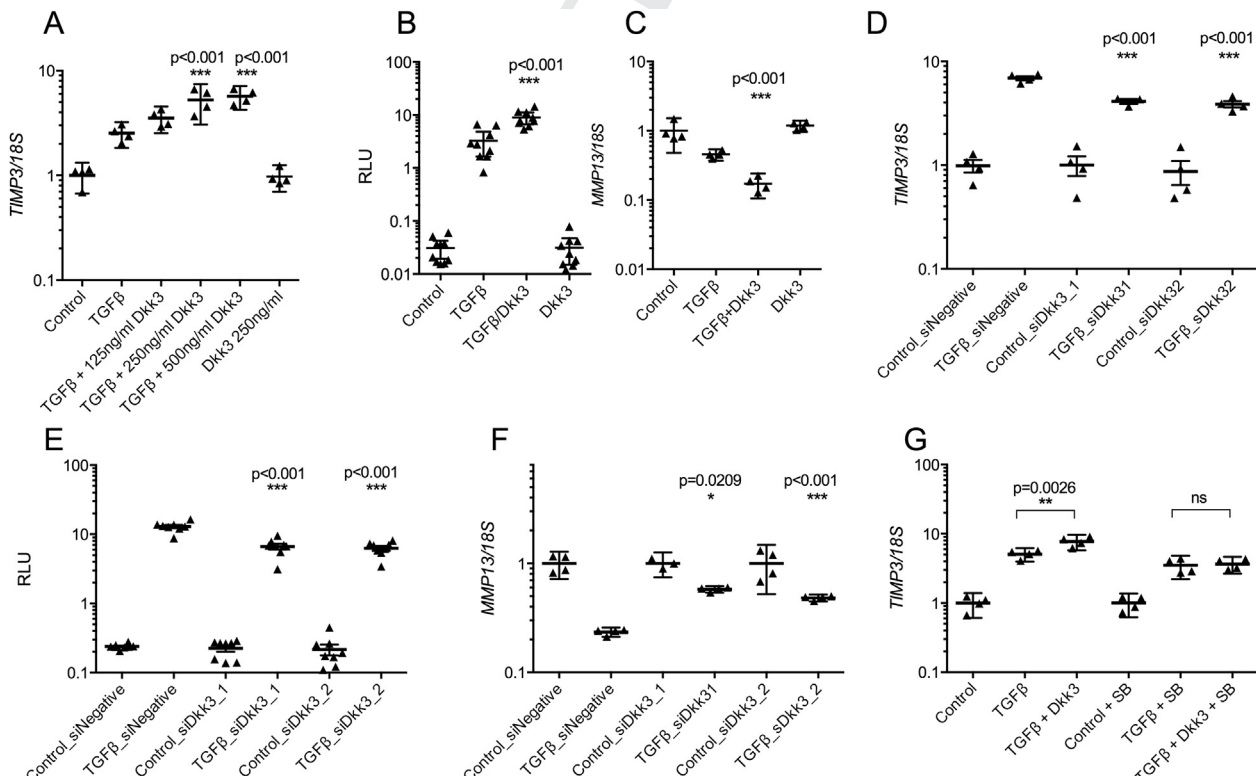 A
p<0.001 p<0.001
*** ***
TIMP3/18S
10
1
0.1
Control
TGFβ
TGFβ + 125ng/ml Dkk3
TGFβ + 250ng/ml Dkk3
TGFβ + 500ng/ml Dkk3
Dkk3 250ng/ml
B
p<0.001
***
RLU
100
10
1
0.1
0.01
Control
TGFβ
TGFβ/Dkk3
Dkk3
C
p<0.001
***
MMP13/18S
10
1
0.1
0.01
Control
TGFβ
TGFβ+Dkk3
Dkk3
D
p<0.001 p<0.001
*** ***
TIMP3/18S
10
1
0.1
Control_siNegative
TGFβ_siNegative
Control_siDkk3_1
TGFβ_siDkk31
Control_siDkk32
TGFβ_sDkk32
E
p<0.001 p<0.001
*** ***
RLU
100
10
1
0.1
Control_siNegative
TGFβ_siNegative
Control_siDkk3_1
TGFβ_siDkk3_1
Control_siDkk3_2
TGFβ_siDkk3_2
F
p=0.0209 p<0.001
* ***
MMP13/18S
1
0.1
Control_siNegative
TGFβ_siNegative
Control_siDkk3_1
TGFβ_siDkk31
Control_siDkk3_2
TGFβ_siDkk3_2
G
p=0.0026
** ns
TIMP3/18S
100
10
1
0.1
Control
TGFβ
TGFβ + Dkk3
Control + SB
TGFβ + SB
TGFβ + Dkk3 + SB